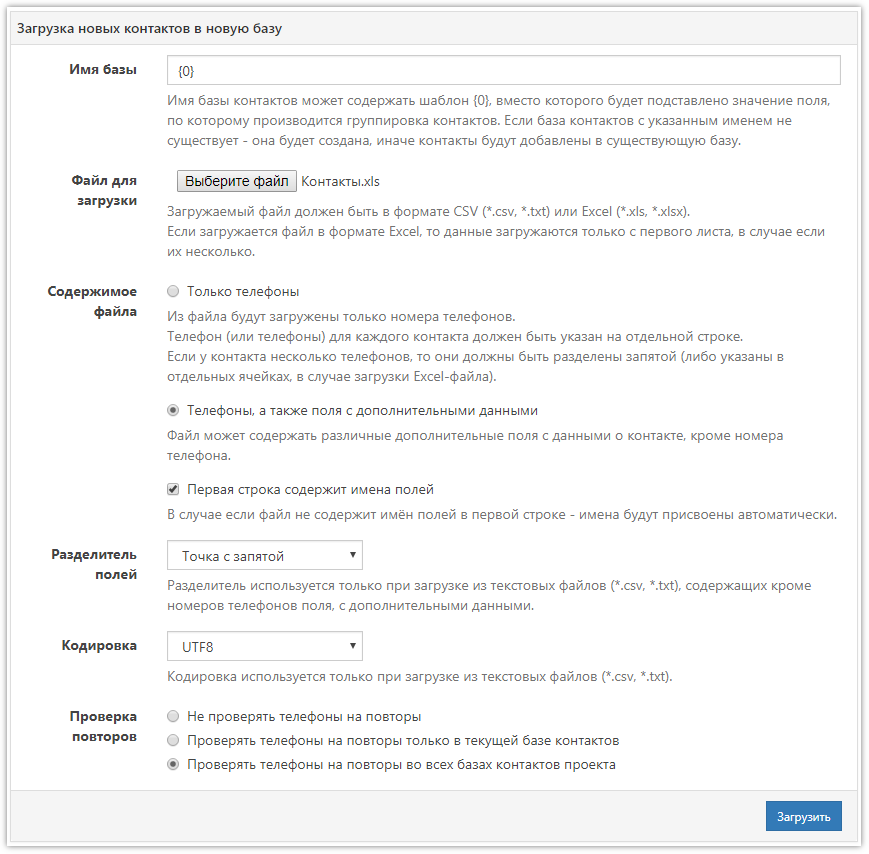 Загрузка новых контактов в новую базу
Имя базы
{0}
Имя базы контактов может содержать шаблон {0}, вместо которого будет подставлено значение поля,
по которому производится группировка контактов. Если база контактов с указанным именем не
существует - она будет создана, иначе контакты будут добавлены в существующую базу.
Файл для
загрузки
Выберите файл Контакты.xls
Загружаемый файл должен быть в формате CSV (*.csv, *.txt) или Excel (*.xls, *.xlsx).
Если загружается файл в формате Excel, то данные загружаются только с первого листа, в случае если
их несколько.
Содержимое
файла
Только телефоны
Из файла будут загружены только номера телефонов.
Телефон (или телефоны) для каждого контакта должен быть указан на отдельной строке.
Если у контакта несколько телефонов, то они должны быть разделены запятой (либо указаны в
отдельных ячейках, в случае загрузки Excel-файла).
Телефоны, а также поля с дополнительными данными
Файл может содержать различные дополнительные поля с данными о контакте, кроме номера
телефона.
Первая строка содержит имена полей
В случае если файл не содержит имён полей в первой строке - имена будут присвоены автоматически.
Разделитель
полей
Точка с запятой
Разделитель используется только при загрузке из текстовых файлов (*.csv, *.txt), содержащих кроме
номеров телефонов поля, с дополнительными данными.
Кодировка
UTF8
Кодировка используется только при загрузке из текстовых файлов (*.csv, *.txt).
Проверка
повторов
Не проверять телефоны на повторы
Проверять телефоны на повторы только в текущей базе контактов
Проверять телефоны на повторы во всех базах контактов проекта
Загрузить